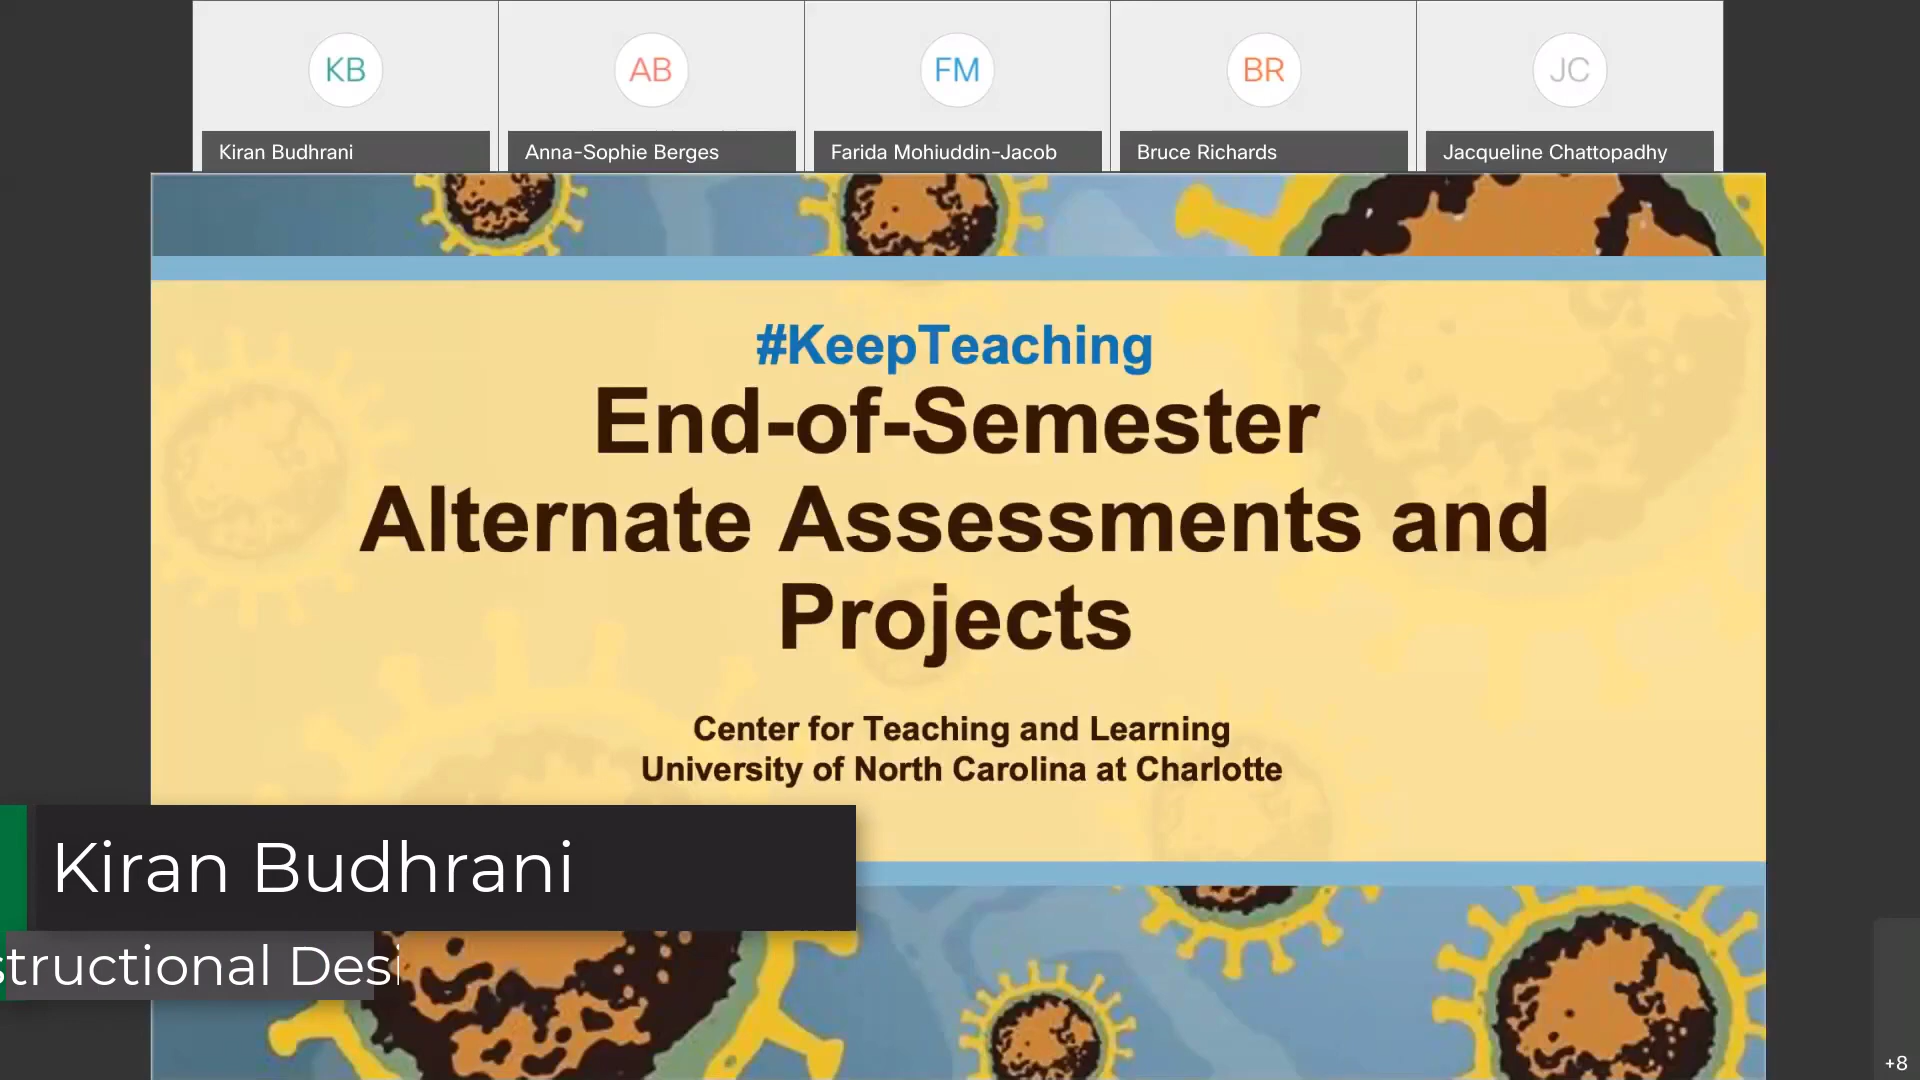 KB
AB
FM
BR
JC
Kiran Budhrani
Anna-Sophie Berges
Farida Mohiuddin-Jacob
Bruce Richards
Jacqueline Chattopadhy
#KeepTeaching
End-of-Semester
Alternate Assessments and
Projects
Center for Teaching and Learning
University of North Carolina at Charlotte
Kiran Budhrani
structional Desi
+8